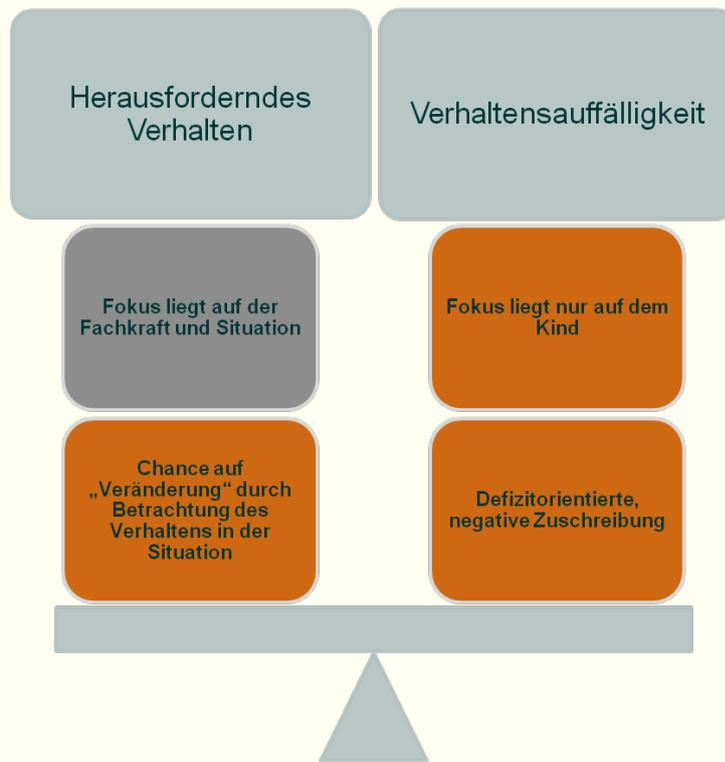 Herausforderndes
Verhalten
Verhaltensauffälligkeit
Fokus liegt auf der
Fachkraft und Situation
Fokus liegt nur auf dem
Kind
Chance auf
„Veränderung“ durch
Betrachtung des
Verhaltens in der
Situation
Defizitorientierte,
negative Zuschreibung